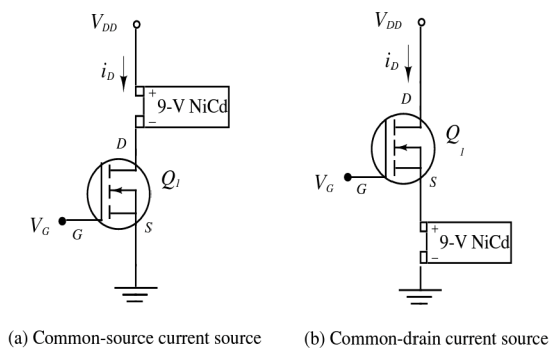 V_DD
i_D
+
9-V NiCd
−
D
Q_1
V_G
G
S
(a) Common-source current source
V_DD
i_D
D
Q_1
V_G
G
S
+
9-V NiCd
−
(b) Common-drain current source